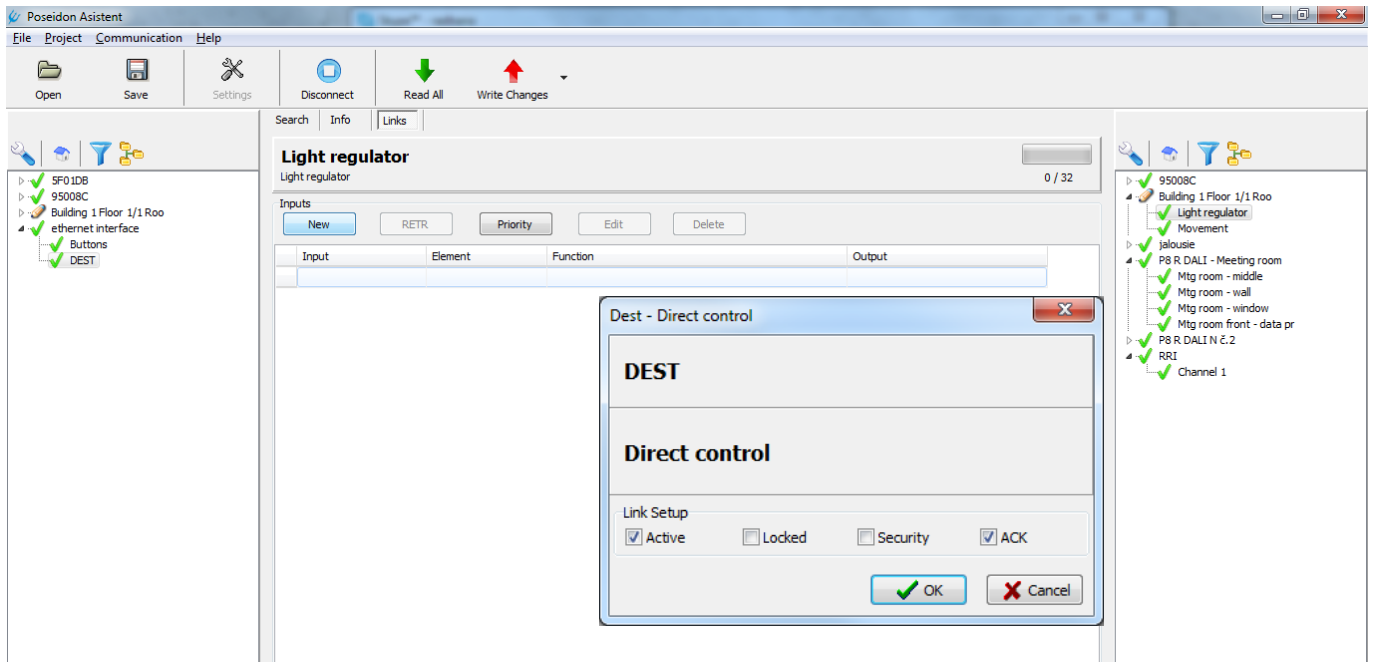 Poseidon Asistent
File Project Communication Help
Open Save Settings Disconnect Read All Write Changes
Search Info Links
5F01DB
95008C
Building 1 Floor 1/1 Roo
ethernet interface
Buttons
DEST
Light regulator
Light regulator
0 / 32
Inputs
New RETR Priority Edit Delete
Input Element Function Output
Dest - Direct control
DEST
Direct control
Link Setup
Active Locked Security ACK
OK Cancel
95008C
Building 1 Floor 1/1 Roo
Light regulator
Movement
jalousie
P8 R DALI - Meeting room
Mtg room - middle
Mtg room - wall
Mtg room - window
Mtg room front - data pr
P8 R DALI N č.2
RRI
Channel 1